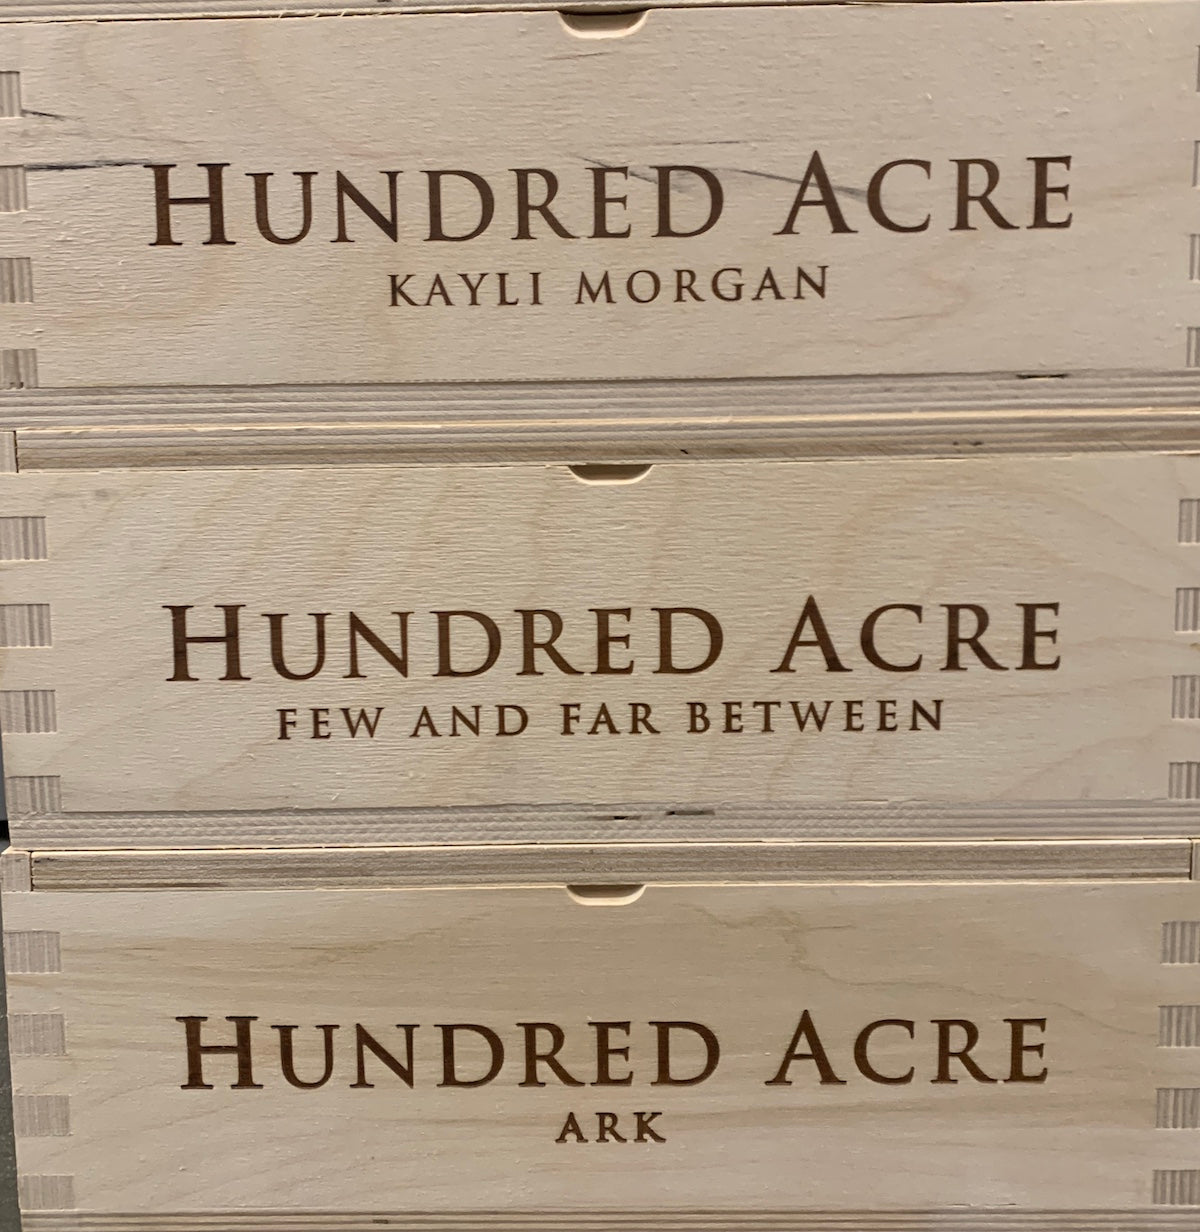 HUNDRED ACRE
KAYLI MORGAN
HUNDRED ACRE
FEW AND FAR BETWEEN
HUNDRED ACRE
ARK